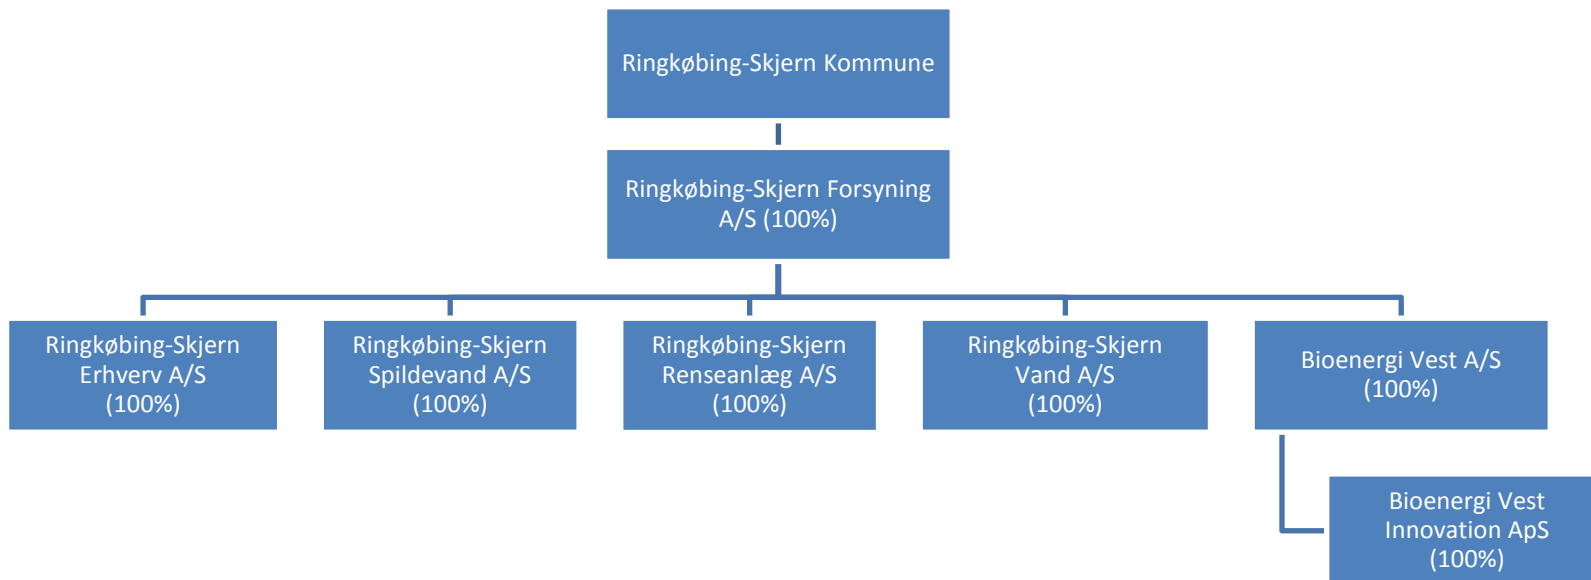 Ringkøbing-Skjern Kommune
Ringkøbing-Skjern Forsyning
A/S (100%)
Ringkøbing-Skjern
Erhverv A/S
(100%)
Ringkøbing-Skjern
Spildevand A/S
(100%)
Ringkøbing-Skjern
Renseanlæg A/S
(100%)
Ringkøbing-Skjern
Vand A/S
(100%)
Bioenergi Vest A/S
(100%)
Bioenergi Vest
Innovation ApS
(100%)